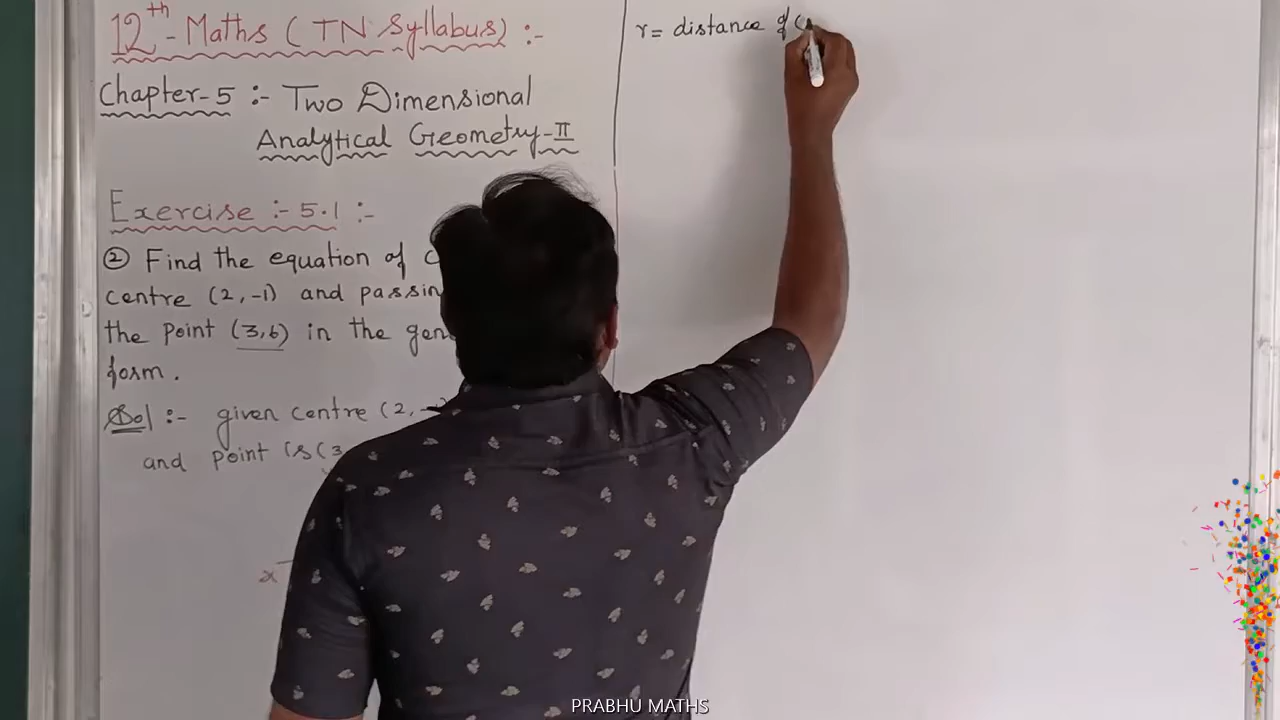 12th - Maths (TN Syllabus) :-
Chapter-5 :- Two Dimensional
Analytical Geometry-II
Exercise :- 5.1 :-
② Find the equation of
centre (2,-1) and passin
the point (3,6) in the gen
form.
Sol :- given centre (2,-
and point is (3
x
r = distance of
PRABHU MATHS